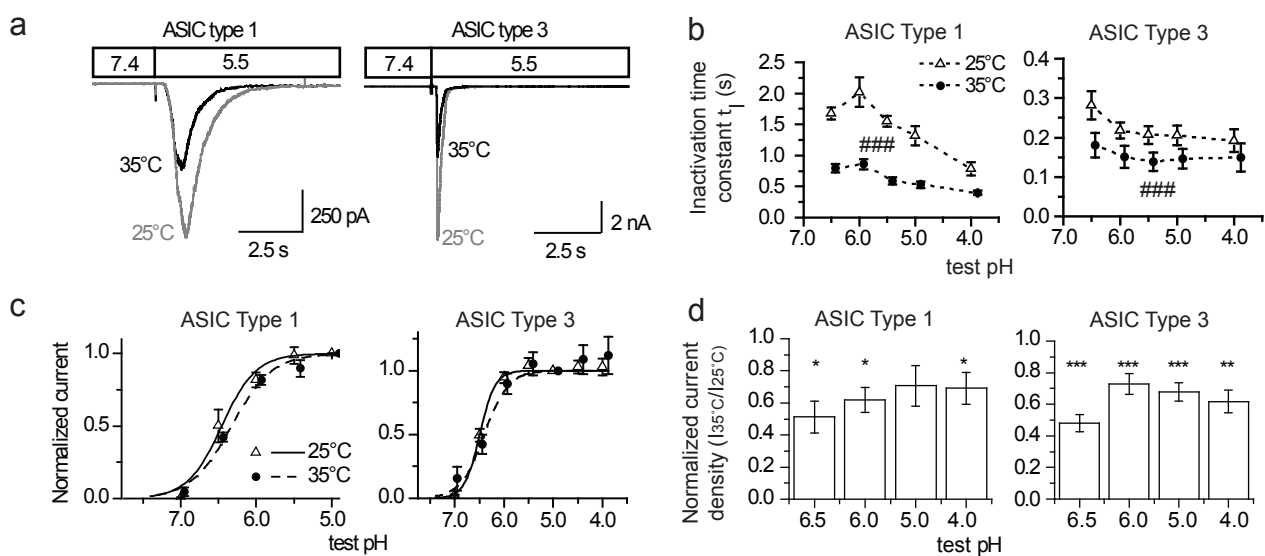 a
ASIC type 1
7.4
5.5
35°C
25°C
250 pA
2.5 s
ASIC type 3
7.4
5.5
35°C
25°C
2 nA
2.5 s
b
ASIC Type 1
ASIC Type 3
Inactivation time
constant t_I (s)
2.5
2.0
1.5
1.0
0.5
0.0
25°C
35°C
###
7.0
6.0
5.0
4.0
0.4
0.3
0.2
0.1
0.0
###
7.0
6.0
5.0
4.0
test pH
c
ASIC Type 1
ASIC Type 3
Normalized current
1.0
0.5
0.0
25°C
35°C
7.0
6.0
5.0
1.0
0.5
0.0
7.0
6.0
5.0
4.0
test pH
d
ASIC Type 1
ASIC Type 3
Normalized current
density (I35°C/I25°C)
1.0
0.8
0.6
0.4
0.2
0.0
* * *
6.5
6.0
5.0
4.0
1.0
0.8
0.6
0.4
0.2
0.0
*** *** *** **
6.5
6.0
5.0
4.0
test pH